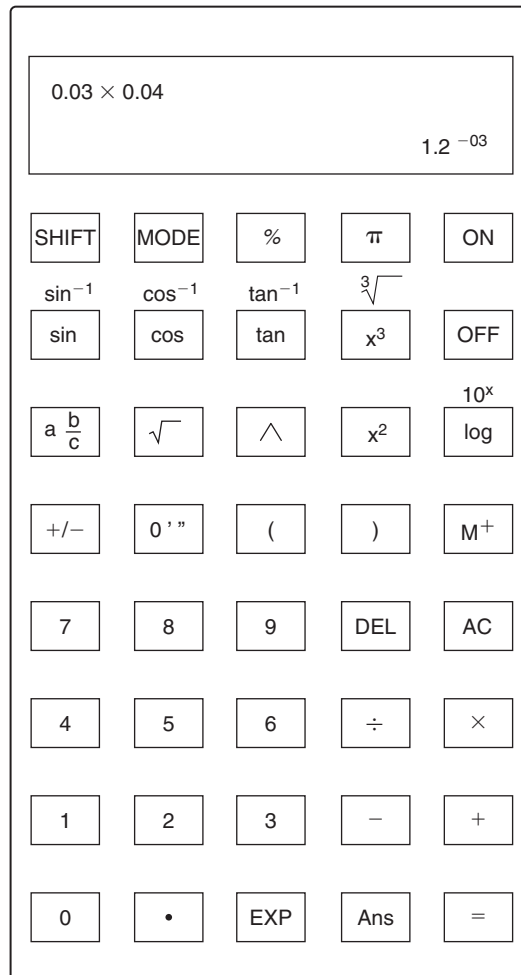 0.03 × 0.04
1.2 ⁻⁰³
SHIFT MODE % π ON
sin⁻¹ cos⁻¹ tan⁻¹ ³√
sin cos tan x³ OFF
10ˣ
a b/c √ ∧ x² log
+/− 0 ’ ” ( ) M⁺
7 8 9 DEL AC
4 5 6 ÷ ×
1 2 3 − +
0 • EXP Ans =